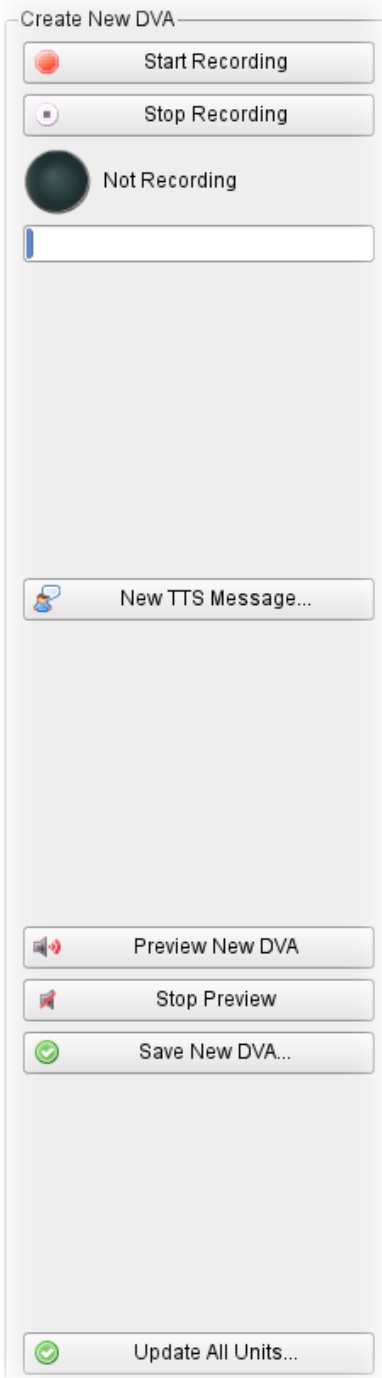 Create New DVA
Start Recording
Stop Recording
Not Recording
New TTS Message...
Preview New DVA
Stop Preview
Save New DVA...
Update All Units...